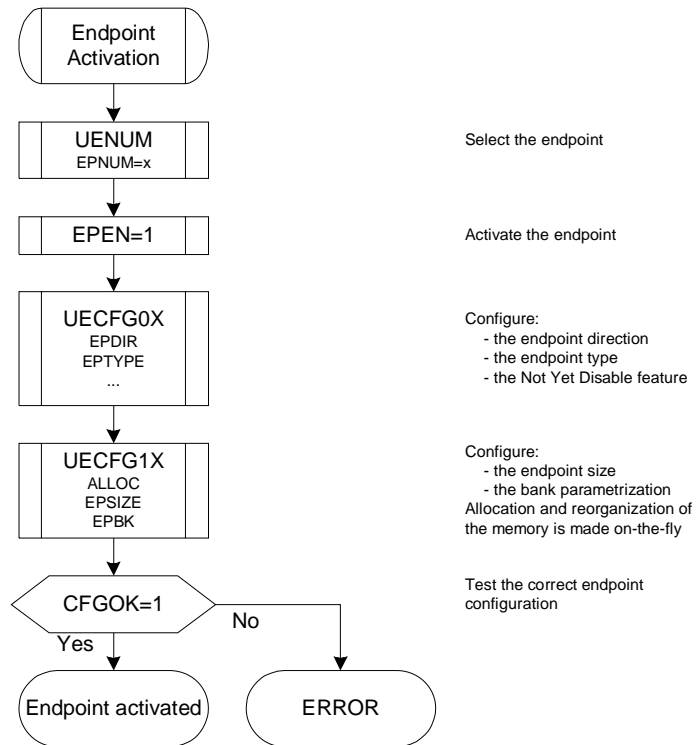 Endpoint
Activation
UENUM
EPNUM=x
Select the endpoint
EPEN=1
Activate the endpoint
UECFG0X
EPDIR
EPTYPE
...
Configure:
- the endpoint direction
- the endpoint type
- the Not Yet Disable feature
UECFG1X
ALLOC
EPSIZE
EPBK
Configure:
- the endpoint size
- the bank parametrization
Allocation and reorganization of
the memory is made on-the-fly
CFGOK=1
Test the correct endpoint
configuration
No
Yes
Endpoint activated
ERROR